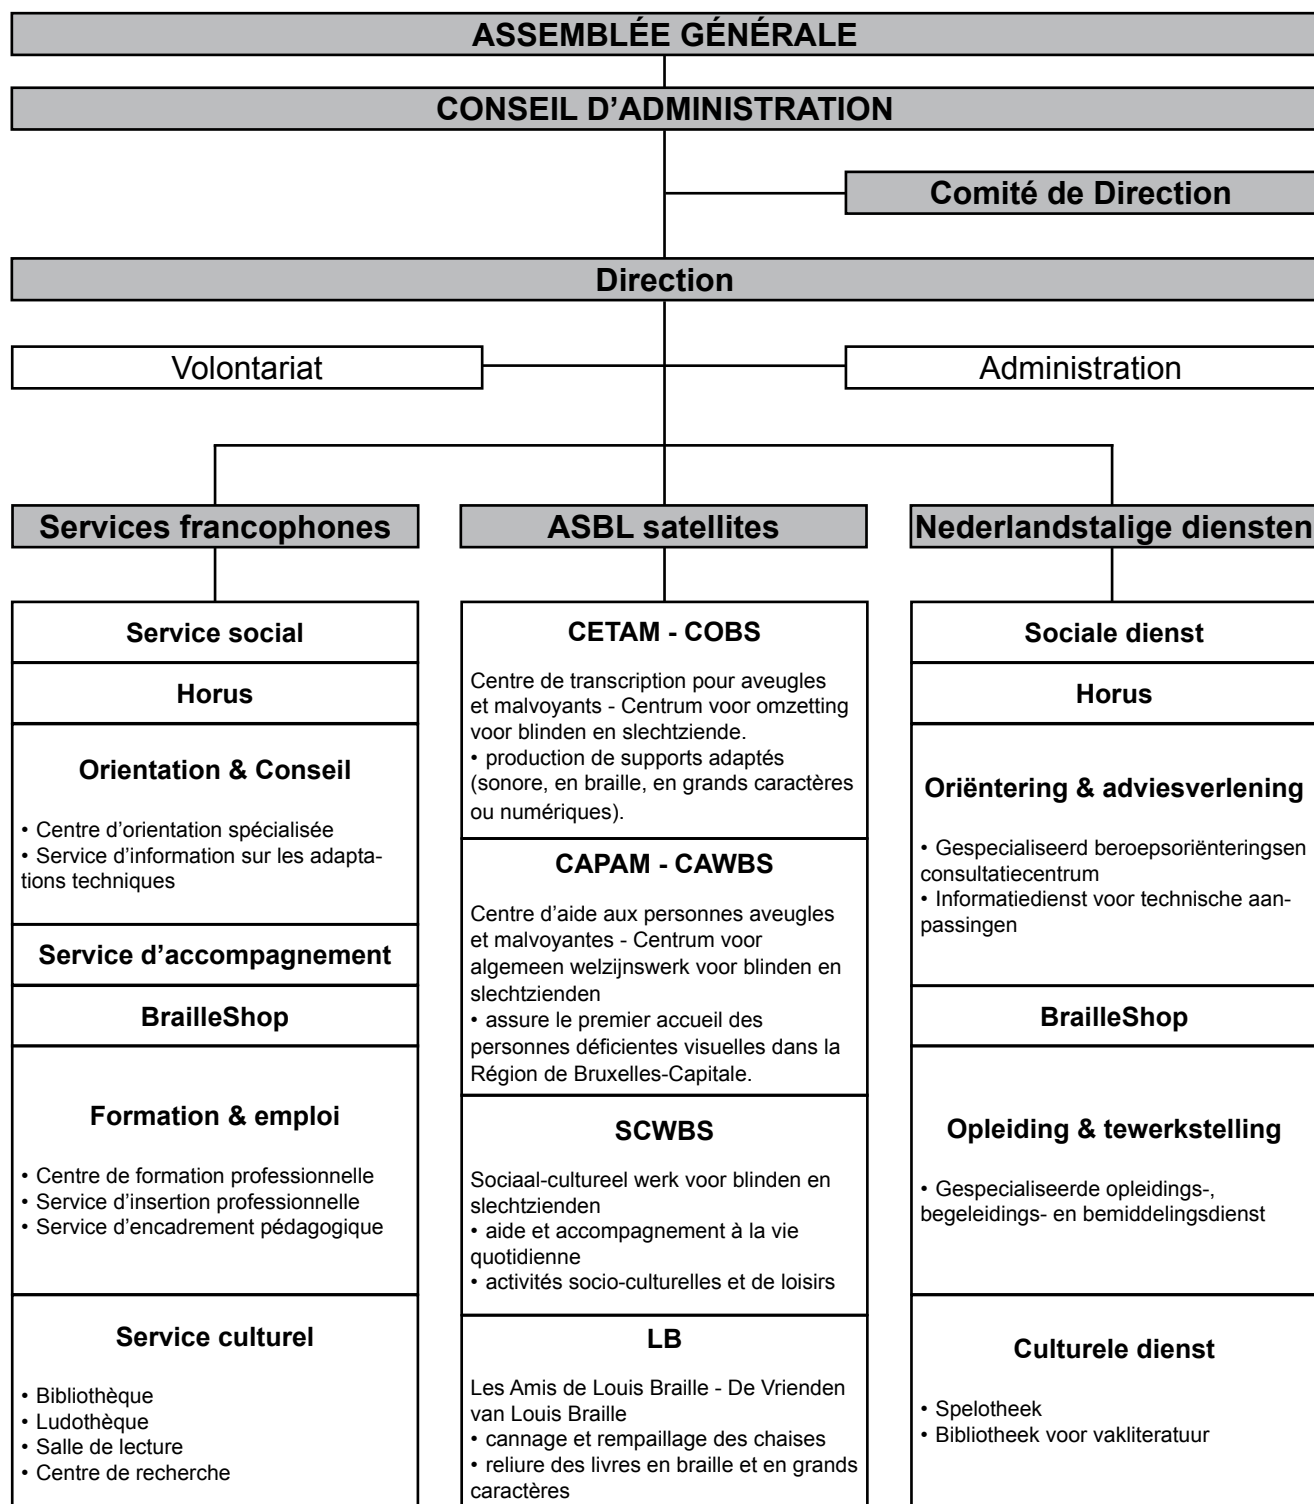 ASSEMBLÉE GÉNÉRALE
CONSEIL D’ADMINISTRATION
Comité de Direction
Direction
Volontariat
Administration
Services francophones
Service social
Horus
Orientation & Conseil
• Centre d’orientation spécialisée
• Service d’information sur les adapta-
tions techniques
Service d’accompagnement
BrailleShop
Formation & emploi
• Centre de formation professionnelle
• Service d’insertion professionnelle
• Service d’encadrement pédagogique
Service culturel
• Bibliothèque
• Ludothèque
• Salle de lecture
• Centre de recherche
ASBL satellites
CETAM - COBS
Centre de transcription pour aveugles
et malvoyants - Centrum voor omzetting
voor blinden en slechtziende.
• production de supports adaptés
(sonore, en braille, en grands caractères
ou numériques).
CAPAM - CAWBS
Centre d’aide aux personnes aveugles
et malvoyantes - Centrum voor
algemeen welzijnswerk voor blinden en
slechtzienden
• assure le premier accueil des
personnes déficientes visuelles dans la
Région de Bruxelles-Capitale.
SCWBS
Sociaal-cultureel werk voor blinden en
slechtzienden
• aide et accompagnement à la vie
quotidienne
• activités socio-culturelles et de loisirs
LB
Les Amis de Louis Braille - De Vrienden
van Louis Braille
• cannage et rempaillage des chaises
• reliure des livres en braille et en grands
caractères
Nederlandstalige diensten
Sociale dienst
Horus
Oriëntering & adviesverlening
• Gespecialiseerd beroepsoriënteringsen
consultatiecentrum
• Informatiedienst voor technische aan-
passingen
BrailleShop
Opleiding & tewerkstelling
• Gespecialiseerde opleidings-,
begeleidings- en bemiddelingsdienst
Culturele dienst
• Spelotheek
• Bibliotheek voor vakliteratuur